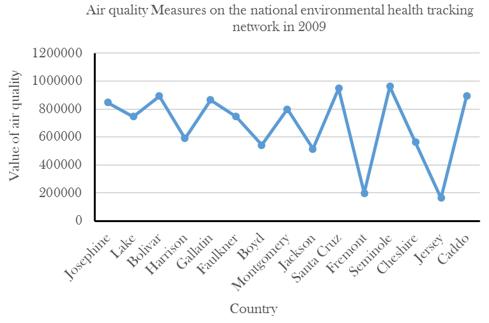 Air quality Measures on the national environmental health tracking
network in 2009
Value of air quality
1200000
1000000
800000
600000
400000
200000
0
Josephine
Lake
Bolivar
Harrison
Gallatin
Faulkner
Boyd
Montgomery
Jackson
Santa Cruz
Fremont
Seminole
Cheshire
Jersey
Caddo
Country